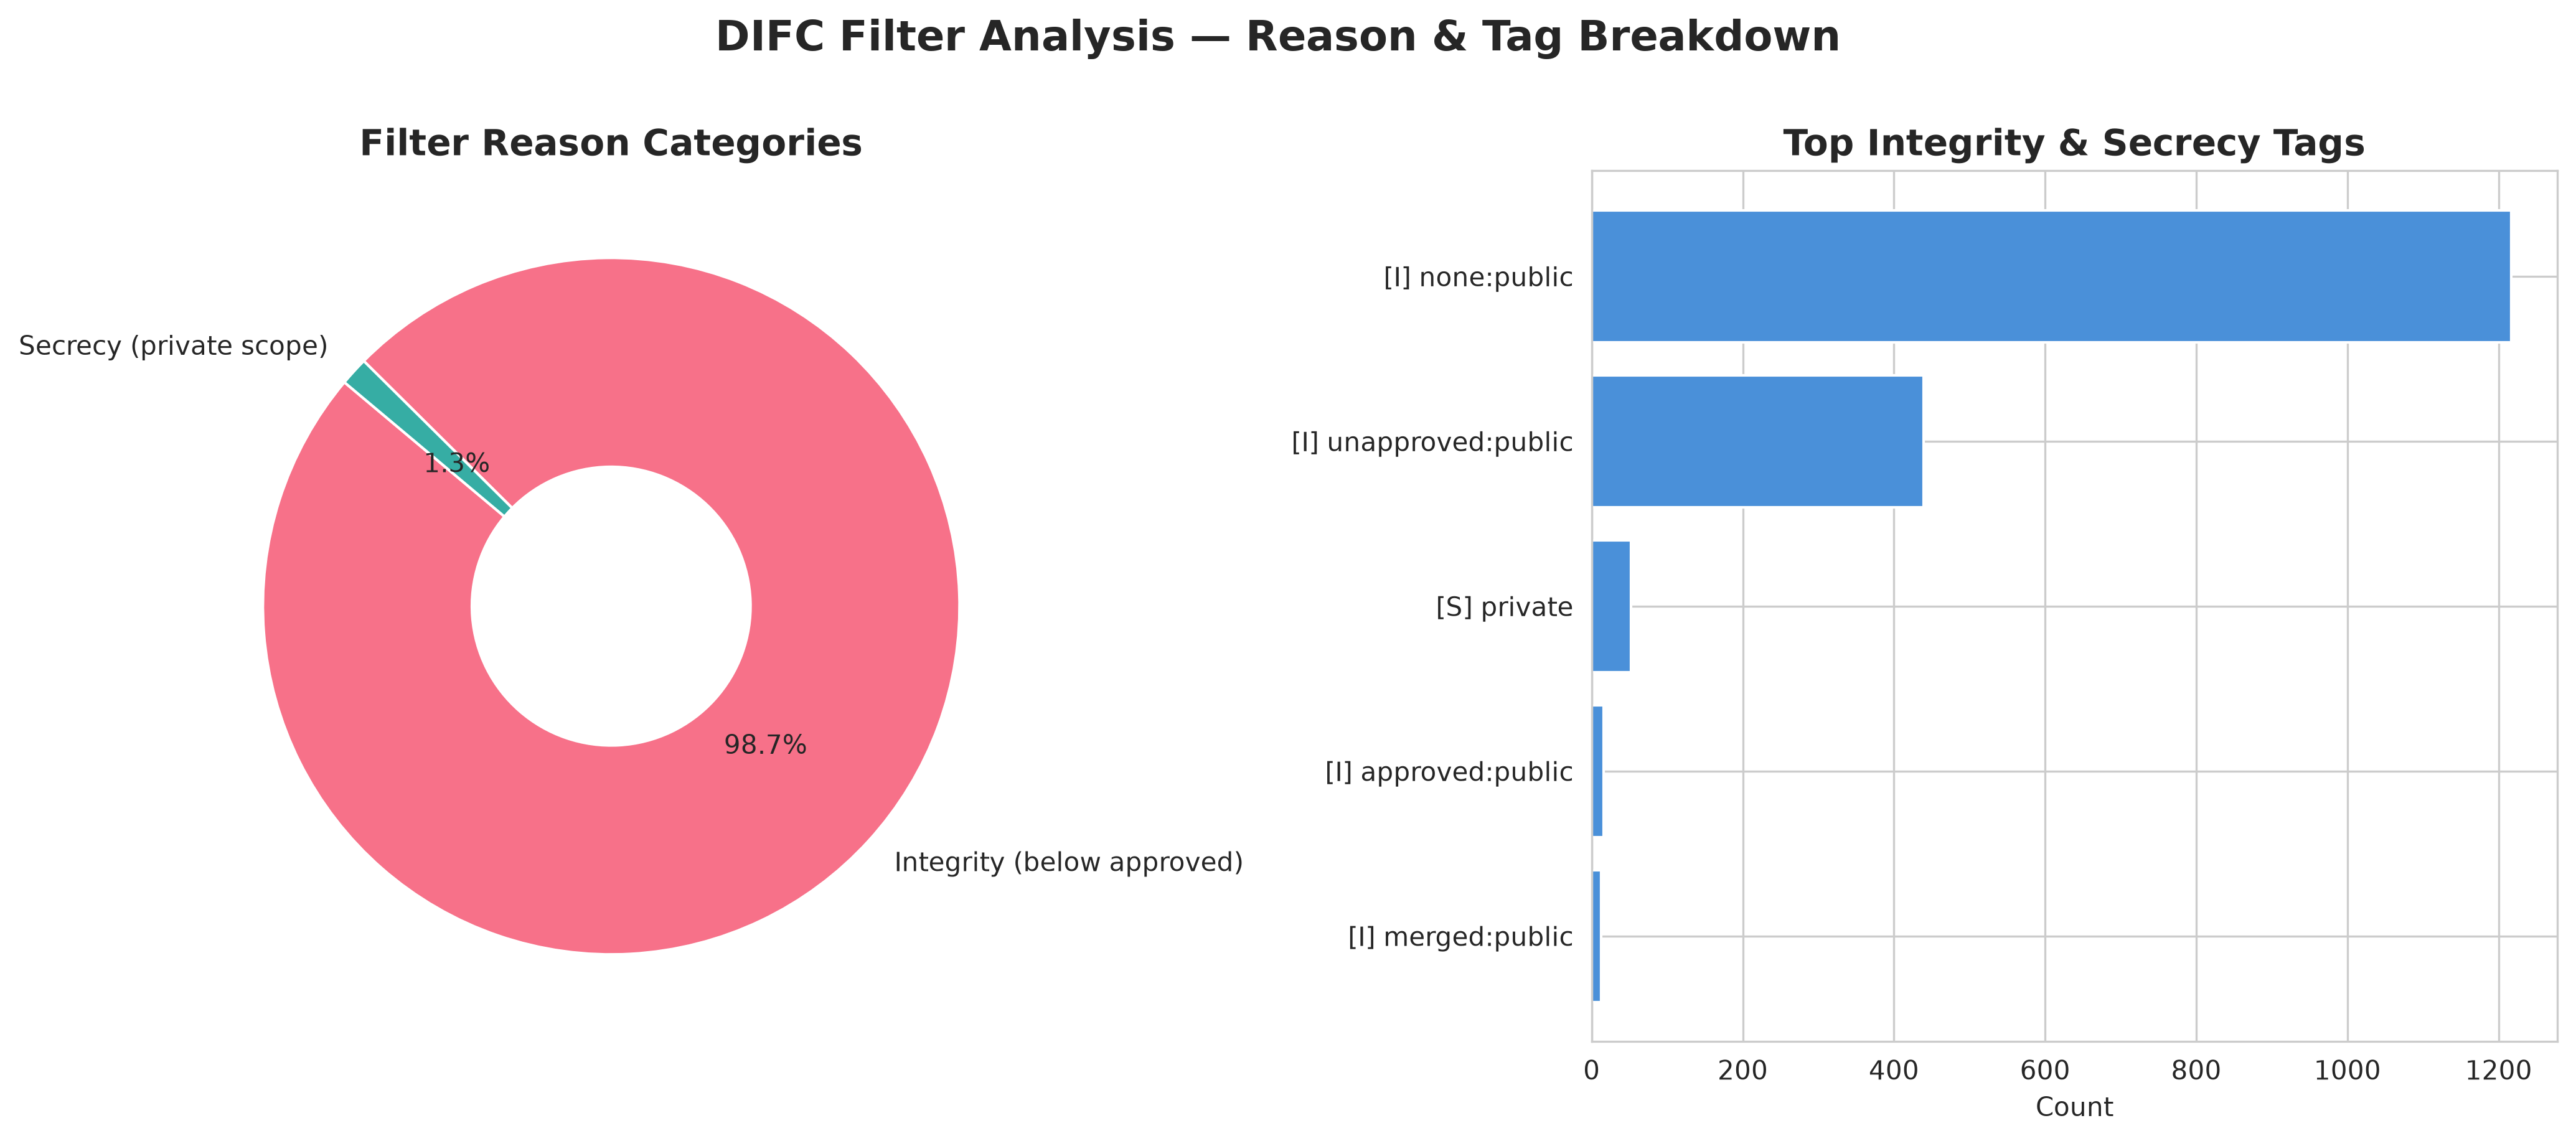 DIFC Filter Analysis — Reason & Tag Breakdown
Filter Reason Categories
Secrecy (private scope)
1.3%
98.7%
Integrity (below approved)
Top Integrity & Secrecy Tags
[I] none:public
[I] unapproved:public
[S] private
[I] approved:public
[I] merged:public
0 200 400 600 800 1000 1200
Count